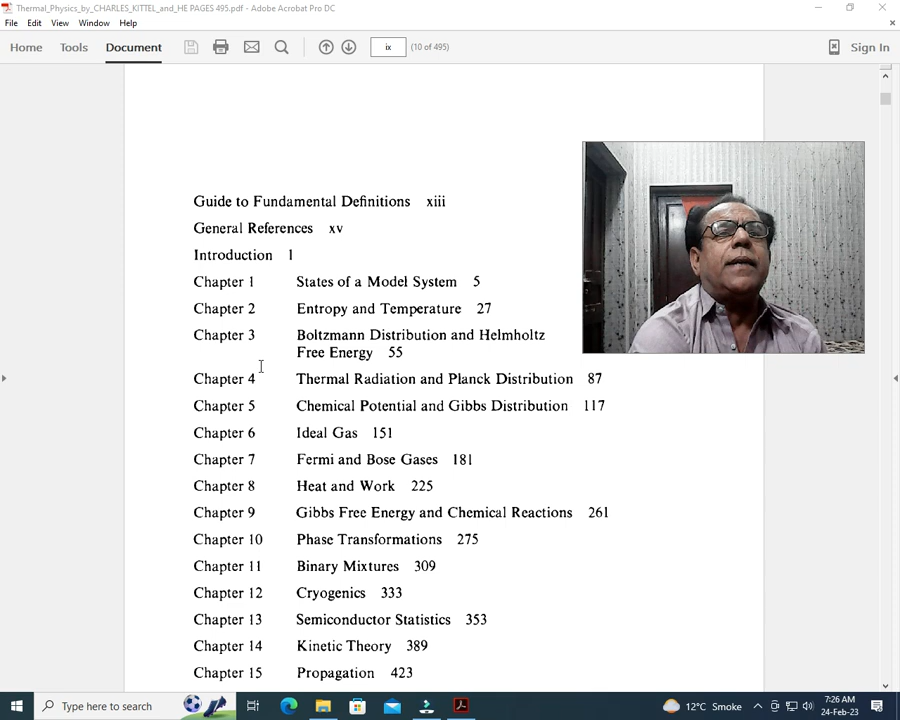 Thermal_Physics_by_CHARLES_KITTEL_and_HE PAGES 495.pdf - Adobe Acrobat Pro DC
File Edit View Window Help
Home Tools Document ix (10 of 495) Sign In
Guide to Fundamental Definitions xiii
General References xv
Introduction 1
Chapter 1 States of a Model System 5
Chapter 2 Entropy and Temperature 27
Chapter 3 Boltzmann Distribution and Helmholtz
Free Energy 55
Chapter 4 Thermal Radiation and Planck Distribution 87
Chapter 5 Chemical Potential and Gibbs Distribution 117
Chapter 6 Ideal Gas 151
Chapter 7 Fermi and Bose Gases 181
Chapter 8 Heat and Work 225
Chapter 9 Gibbs Free Energy and Chemical Reactions 261
Chapter 10 Phase Transformations 275
Chapter 11 Binary Mixtures 309
Chapter 12 Cryogenics 333
Chapter 13 Semiconductor Statistics 353
Chapter 14 Kinetic Theory 389
Chapter 15 Propagation 423
Type here to search
12°C Smoke
7:26 AM
24-Feb-23